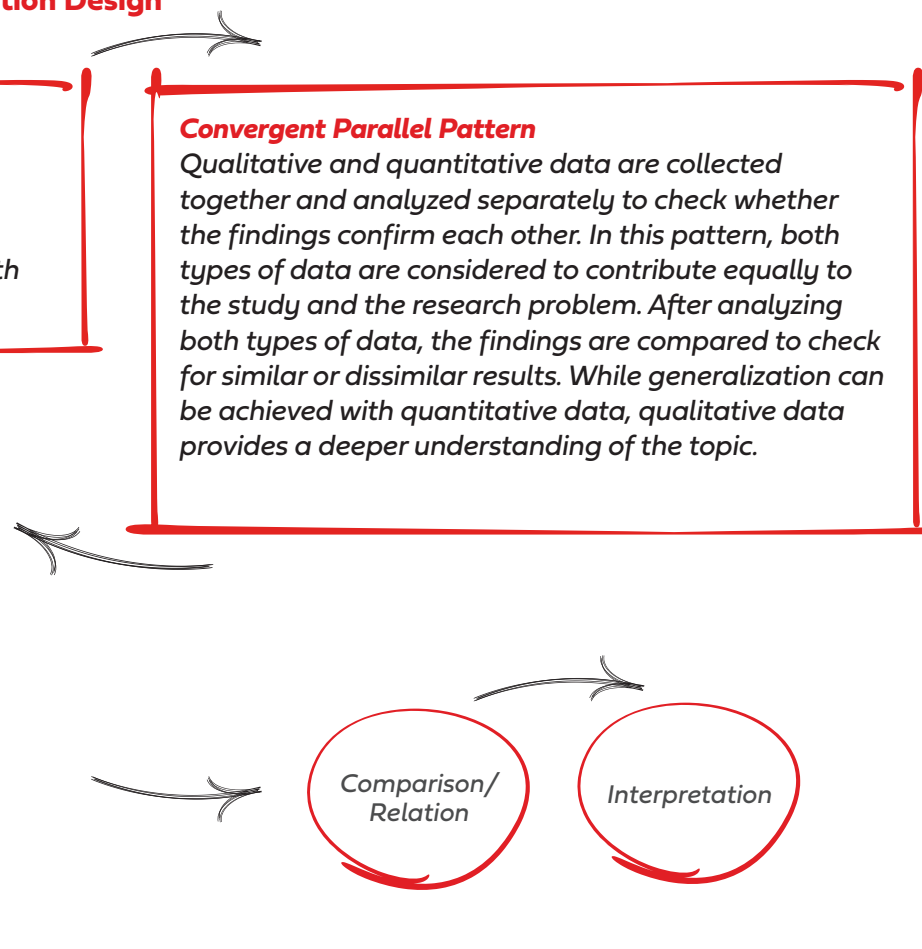 tion Design
Convergent Parallel Pattern
Qualitative and quantitative data are collected
together and analyzed separately to check whether
the findings confirm each other. In this pattern, both
types of data are considered to contribute equally to
th
the study and the research problem. After analyzing
both types of data, the findings are compared to check
for similar or dissimilar results. While generalization can
be achieved with quantitative data, qualitative data
provides a deeper understanding of the topic.
Comparison/
Relation
Interpretation